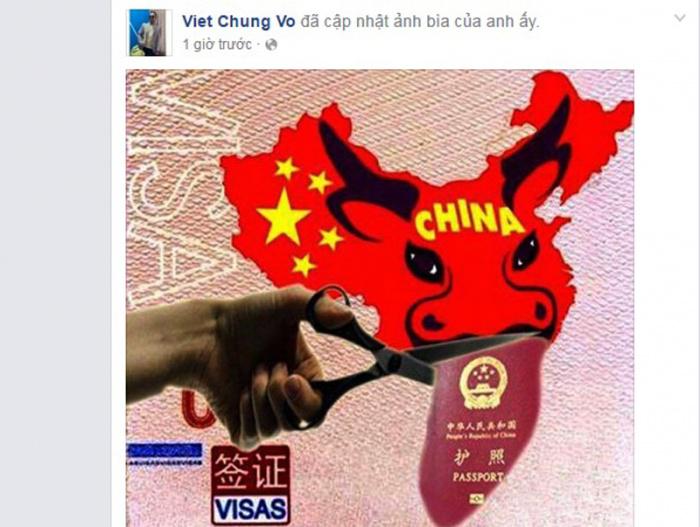 Viet Chung Vo đã cập nhật ảnh bìa của anh ấy.
1 giờ trước ·
VISA
CHINA
中华人民共和国
People's Republic of China
护照
PASSPORT
签证
VISAS